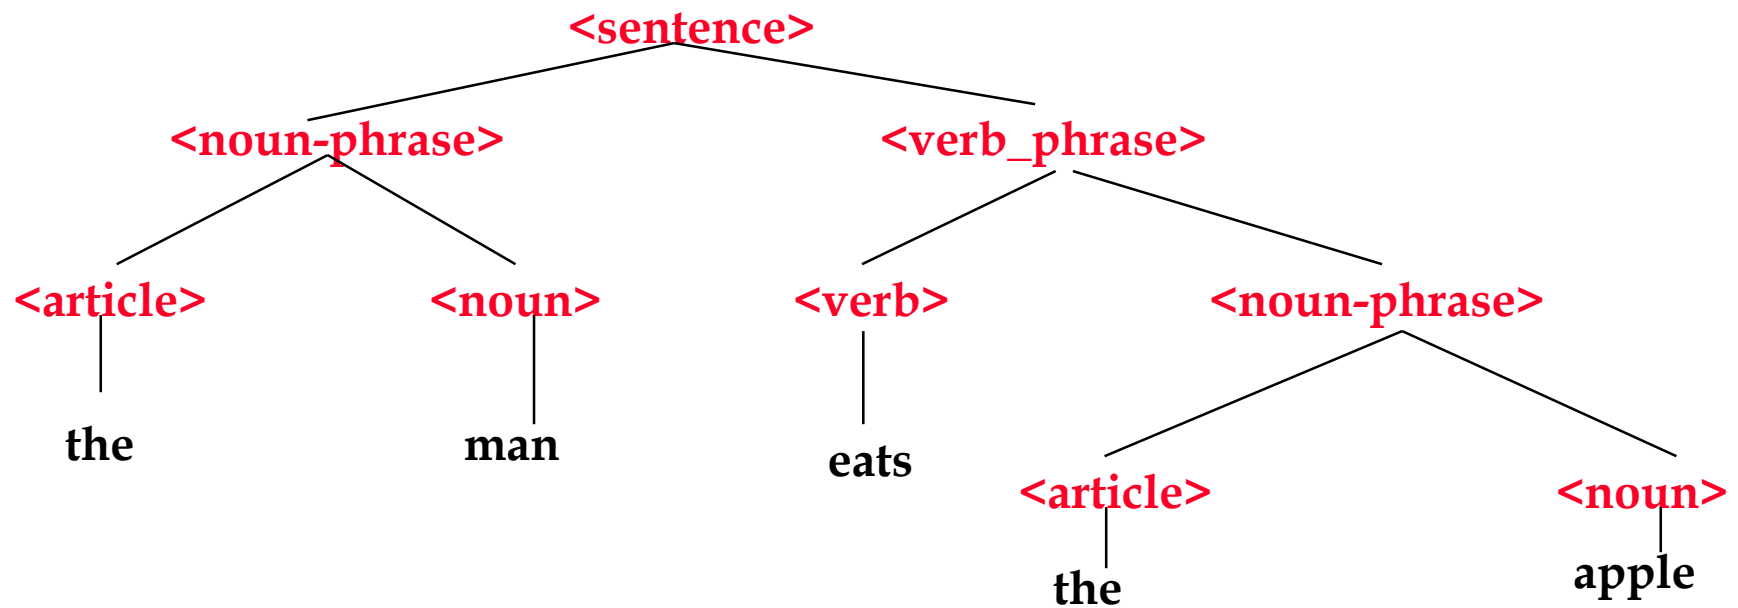 <sentence>
<noun-phrase> <verb_phrase>
<article> <noun> <verb> <noun-phrase>
the man eats
<article> <noun>
the apple